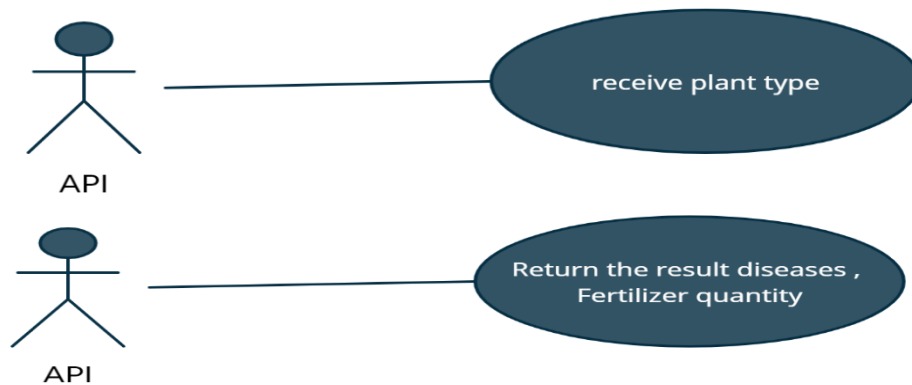 receive plant type
API
Return the result diseases ,
Fertilizer quantity
API